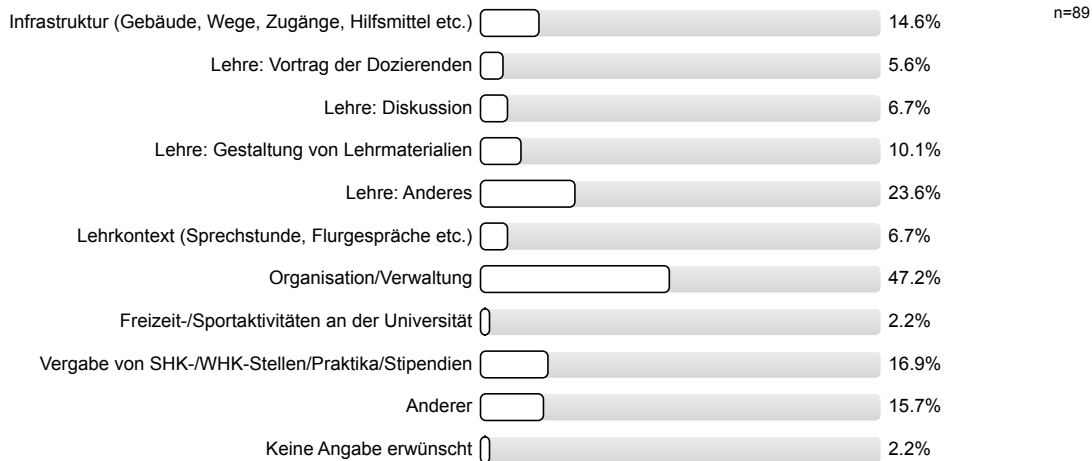 Infrastruktur (Gebäude, Wege, Zugänge, Hilfsmittel etc.) 14.6% n=89
Lehre: Vortrag der Dozierenden 5.6%
Lehre: Diskussion 6.7%
Lehre: Gestaltung von Lehrmaterialien 10.1%
Lehre: Anderes 23.6%
Lehrkontext (Sprechstunde, Flurgespräche etc.) 6.7%
Organisation/Verwaltung 47.2%
Freizeit-/Sportaktivitäten an der Universität 2.2%
Vergabe von SHK-/WHK-Stellen/Praktika/Stipendien 16.9%
Anderer 15.7%
Keine Angabe erwünscht 2.2%